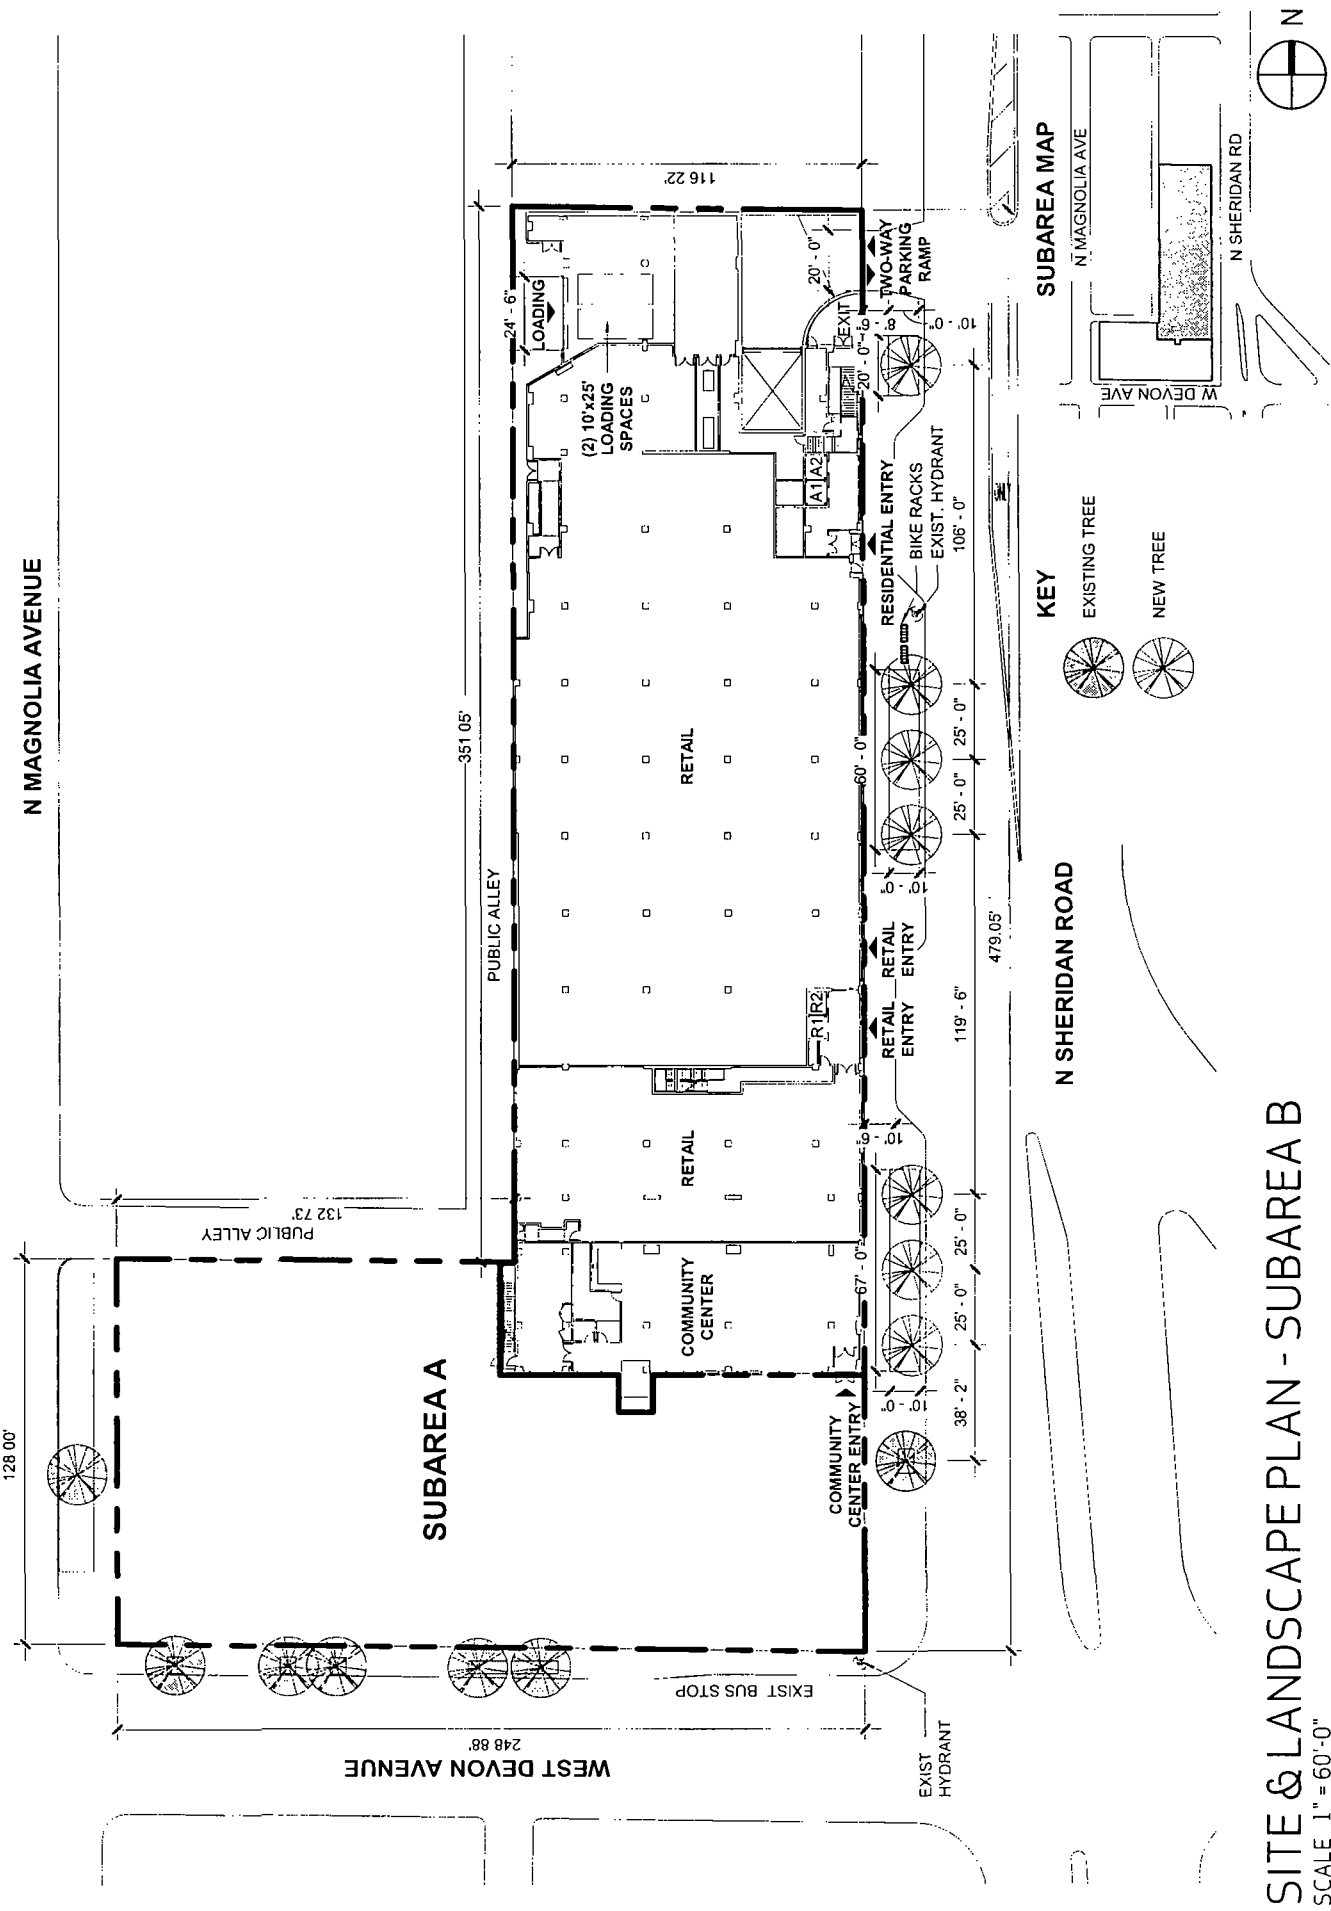 N MAGNOLIA AVENUE
128 00'
132 73'
PUBLIC ALLEY
351 05'
PUBLIC ALLEY
116 22'
24' - 6"
LOADING
(2) 10'x25'
LOADING
SPACES
20' - 0"
TWO-WAY
PARKING
RAMP
EXIT
8' - 6"
10' - 0"
20' - 0"
A1
A2
RESIDENTIAL ENTRY
BIKE RACKS
EXIST. HYDRANT
106' - 0"
RETAIL
60' - 0"
25' - 0"
25' - 0"
10' - 0"
RETAIL
ENTRY
RETAIL
ENTRY
R1
R2
119' - 6"
479.05'
RETAIL
10' - 6"
COMMUNITY
CENTER
67' - 0"
25' - 0"
25' - 0"
10' - 0"
38' - 2"
COMMUNITY
CENTER ENTRY
SUBAREA A
EXIST BUS STOP
248 88'
WEST DEVON AVENUE
EXIST
HYDRANT
N SHERIDAN ROAD
KEY
EXISTING TREE
NEW TREE
SUBAREA MAP
N MAGNOLIA AVE
W DEVON AVE
N SHERIDAN RD
N
SITE & LANDSCAPE PLAN - SUBAREA B
SCALE 1" = 60'-0"